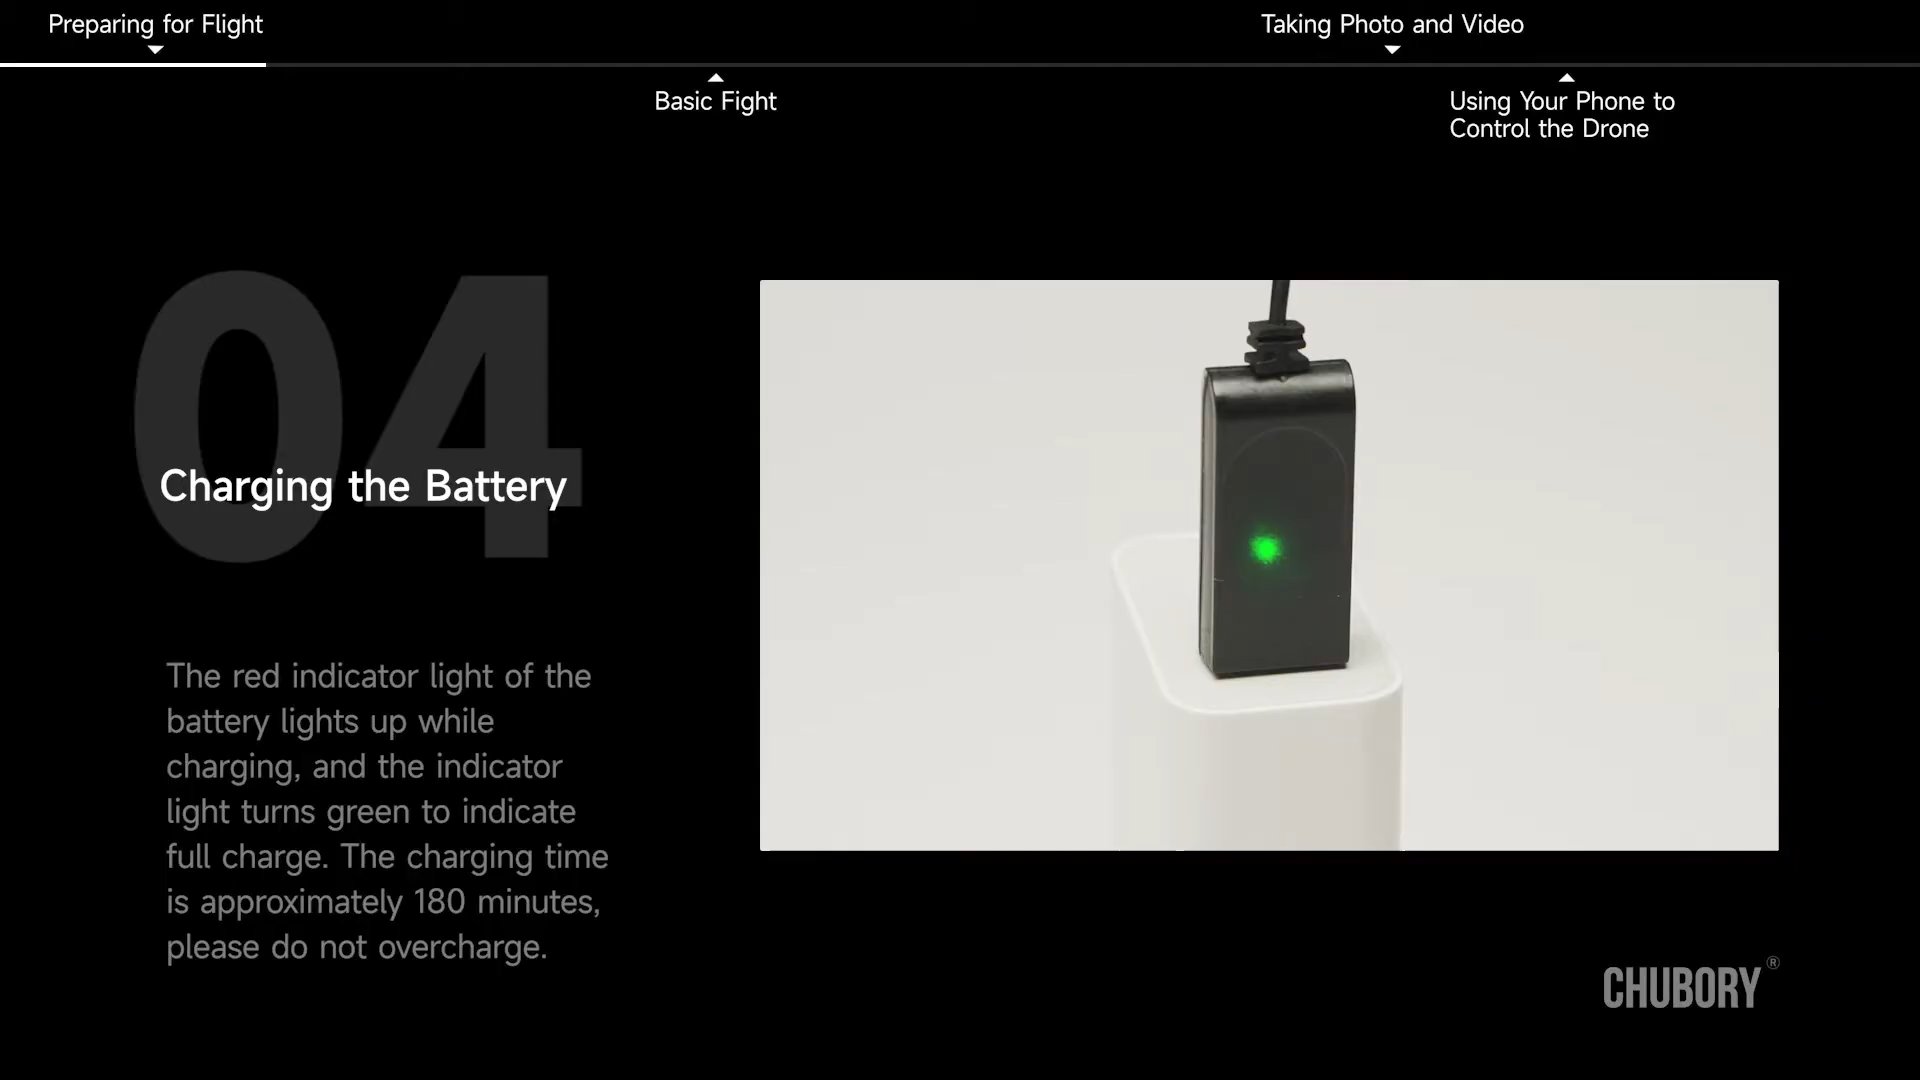 Preparing for Flight
Taking Photo and Video
Basic Fight
Using Your Phone to
Control the Drone
04
Charging the Battery
The red indicator light of the
battery lights up while
charging, and the indicator
light turns green to indicate
full charge. The charging time
is approximately 180 minutes,
please do not overcharge.
CHUBORY®